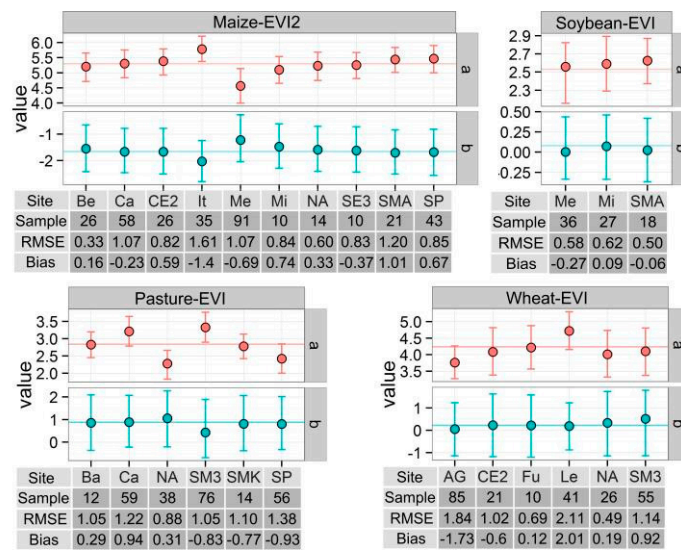 Maize-EVI2
6.0
5.5
5.0
4.5
4.0
a
value
-1
-2
b
Site Be Ca CE2 It Me Mi NA SE3 SMA SP
Sample 26 58 26 35 91 10 14 10 21 43
RMSE 0.33 1.07 0.82 1.61 1.07 0.84 0.60 0.83 1.20 0.85
Bias 0.16 -0.23 0.59 -1.4 -0.69 0.74 0.33 -0.37 1.01 0.67
Soybean-EVI
2.9
2.7
2.5
2.3
a
0.50
0.25
0.00
b
Site Me Mi SMA
Sample 36 27 18
RMSE 0.58 0.62 0.50
Bias -0.27 0.09 -0.06
Pasture-EVI
3.5
3.0
2.5
2.0
a
value
2
1
0
b
Site Ba Ca NA SM3 SMK SP
Sample 12 59 38 76 14 56
RMSE 1.05 1.22 0.88 1.05 1.10 1.38
Bias 0.29 0.94 0.31 -0.83 -0.77 -0.93
Wheat-EVI
5.0
4.5
4.0
3.5
a
value
1
0
-1
b
Site AG CE2 Fu Le NA SM3
Sample 85 21 10 41 26 55
RMSE 1.84 1.02 0.69 2.11 0.49 1.14
Bias -1.73 -0.6 0.12 2.01 0.19 0.92